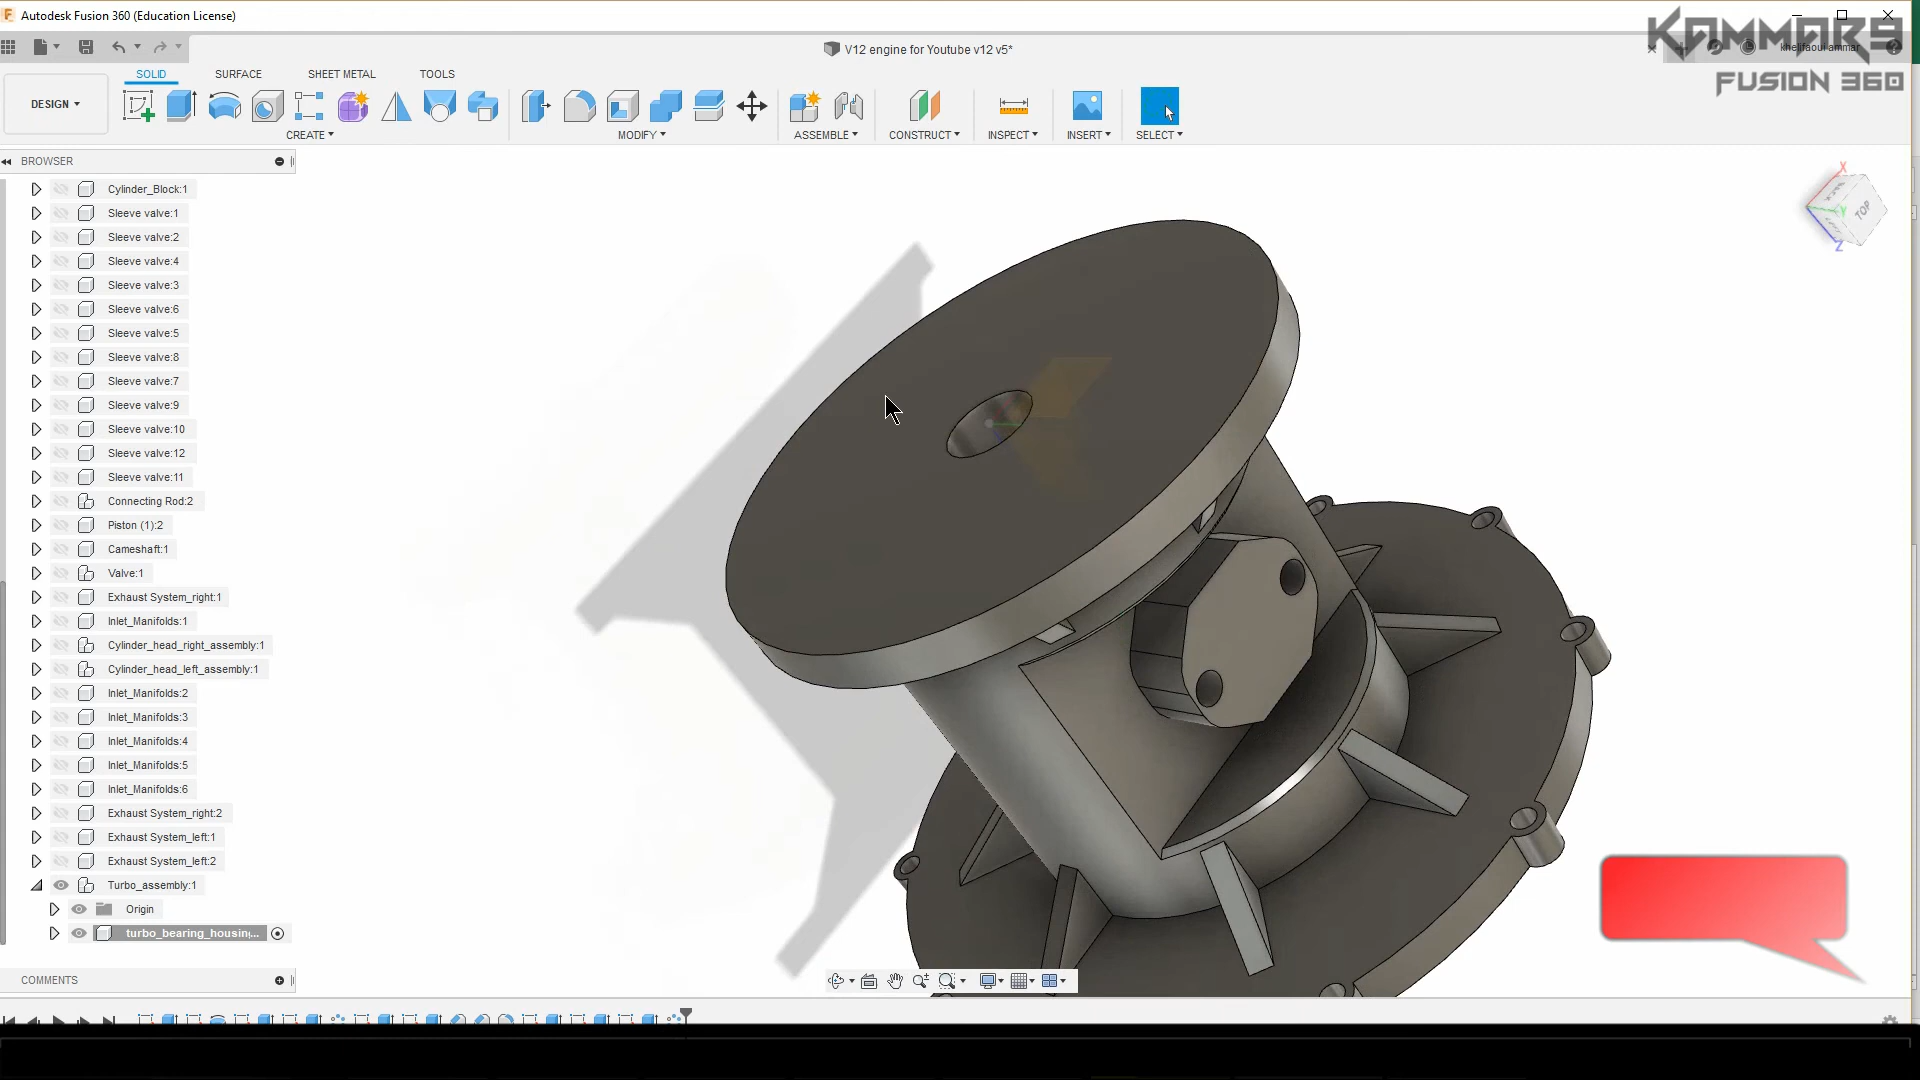 Autodesk Fusion 360 (Education License)
KAMMARS
FUSION 360
V12 engine for Youtube v12 v5*
khelifaoui ammar
DESIGN
SOLID
SURFACE
SHEET METAL
TOOLS
CREATE
MODIFY
ASSEMBLE
CONSTRUCT
INSPECT
INSERT
SELECT
BROWSER
Cylinder_Block:1
Sleeve valve:1
Sleeve valve:2
Sleeve valve:4
Sleeve valve:3
Sleeve valve:6
Sleeve valve:5
Sleeve valve:8
Sleeve valve:7
Sleeve valve:9
Sleeve valve:10
Sleeve valve:12
Sleeve valve:11
Connecting Rod:2
Piston (1):2
Cameshaft:1
Valve:1
Exhaust System_right:1
Inlet_Manifolds:1
Cylinder_head_right_assembly:1
Cylinder_head_left_assembly:1
Inlet_Manifolds:2
Inlet_Manifolds:3
Inlet_Manifolds:4
Inlet_Manifolds:5
Inlet_Manifolds:6
Exhaust System_right:2
Exhaust System_left:1
Exhaust System_left:2
Turbo_assembly:1
Origin
turbo_bearing_housin...
COMMENTS
X
Y
Z
TOP